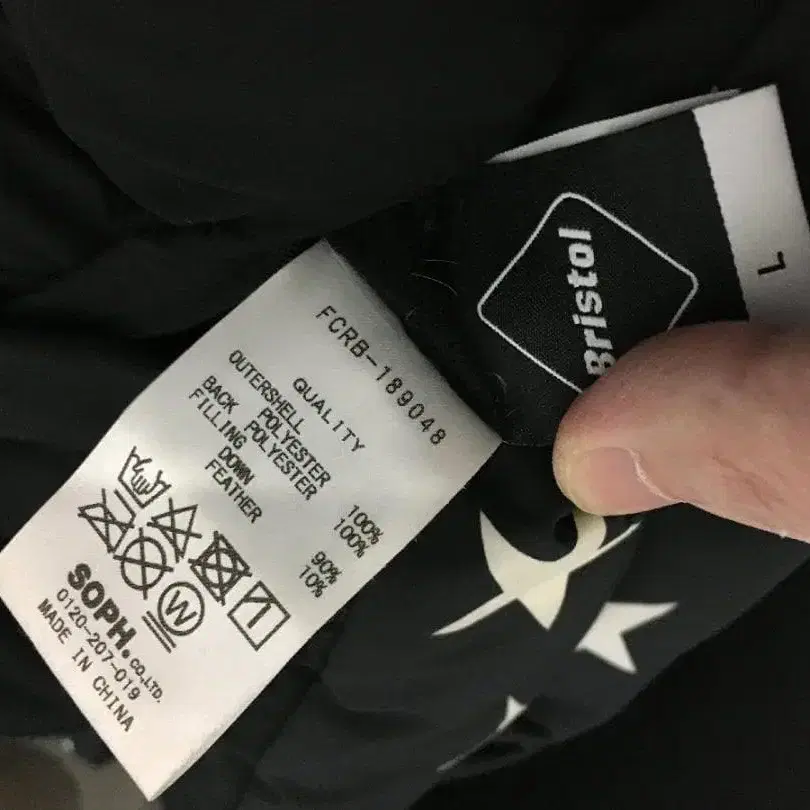 FCRB-189048
QUALITY
OUTERSHELL
POLYESTER 100%
BACK POLYESTER 100%
FILLING
DOWN 90%
FEATHER 10%
W
SOPH.CO.,LTD.
0120-207-019
MADE IN CHINA
Bristol
L